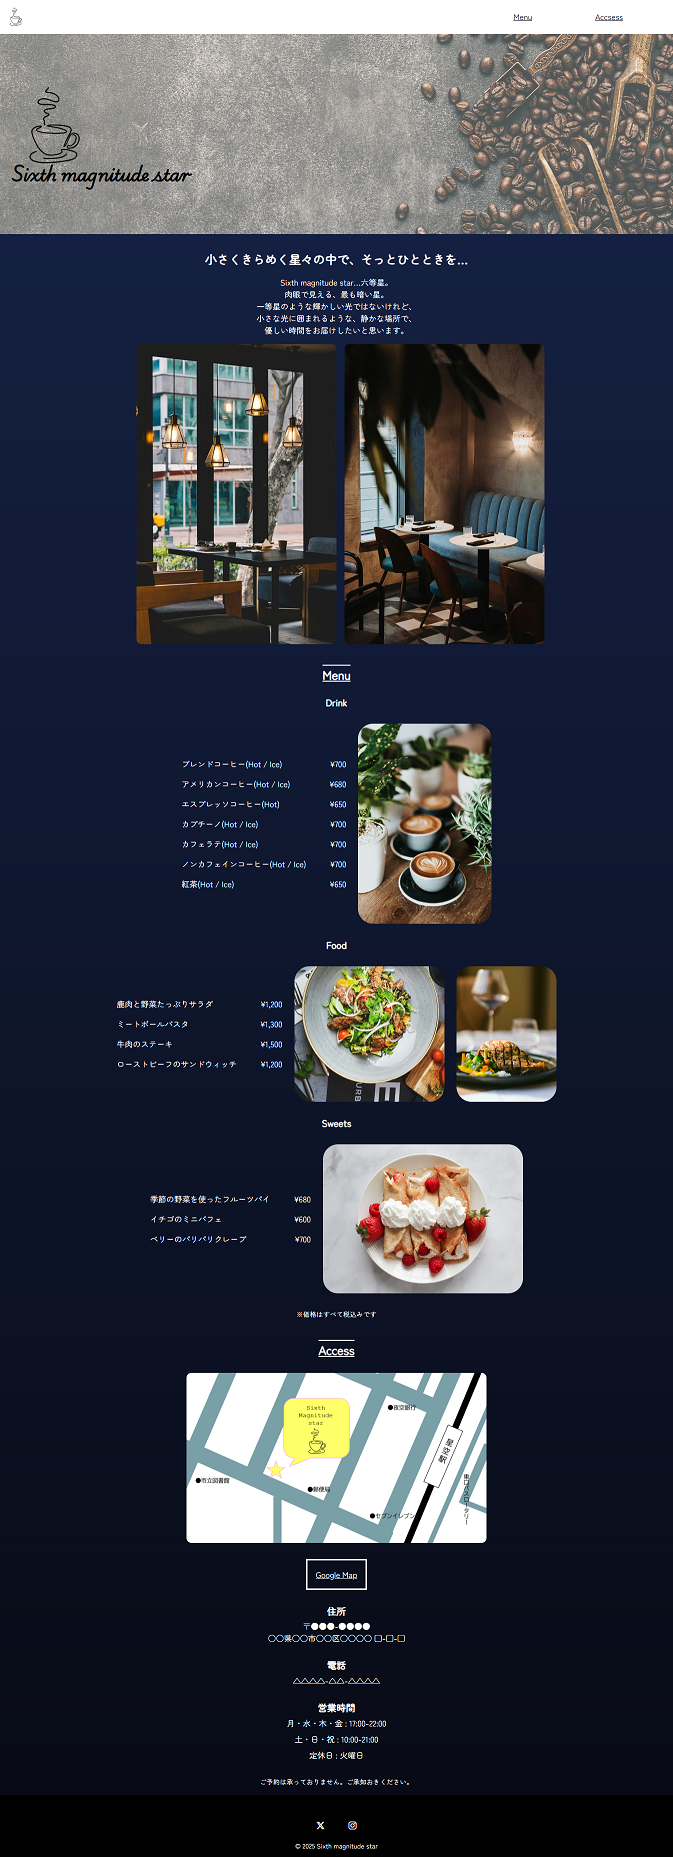 Menu
Accsess
Sixth magnitude star
小さくきらめく星々の中で、そっとひとときを…
Sixth magnitude star…六等星。
肉眼で見える、最も暗い星。
一等星のような輝かしい光ではないけれど、
小さな光に囲まれるような、静かな場所で、
優しい時間をお届けしたいと思います。
Menu
Drink
ブレンドコーヒー(Hot / Ice) ¥700
アメリカンコーヒー(Hot / Ice) ¥680
エスプレッソコーヒー(Hot) ¥650
カプチーノ(Hot / Ice) ¥700
カフェラテ(Hot / Ice) ¥700
ノンカフェインコーヒー(Hot / Ice) ¥700
紅茶(Hot / Ice) ¥650
Food
鹿肉と野菜たっぷりサラダ ¥1,200
ミートボールパスタ ¥1,300
牛肉のステーキ ¥1,500
ローストビーフのサンドウィッチ ¥1,200
Sweets
季節の野菜を使ったフルーツパイ ¥680
イチゴのミニパフェ ¥600
ベリーのパリパリクレープ ¥700
※価格はすべて税込みです
Access
Sixth
Magnitude
star
●夜空銀行
星空駅
●市立図書館
●郵便局
東口バスロータリー
●セブンイレブン
Google Map
住所
〒●●●-●●●●
〇〇県〇〇市〇〇区〇〇〇〇 □-□-□
電話
△△△△-△△-△△△△
営業時間
月・水・木・金 : 17:00-22:00
土・日・祝 : 10:00-21:00
定休日 : 火曜日
ご予約は承っておりません。ご承知おきください。
© 2025 Sixth magnitude star